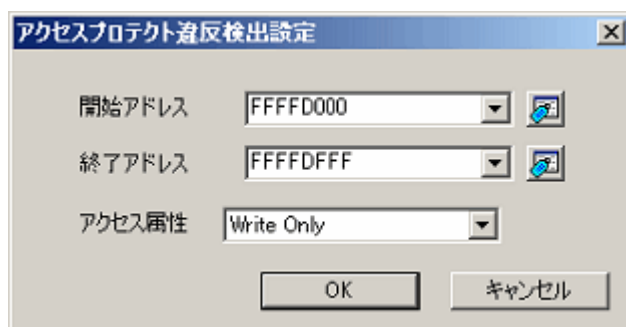 アクセスプロテクト違反検出設定
開始アドレス FFFFD000
終了アドレス FFFFDFFF
アクセス属性 Write Only
OK キャンセル